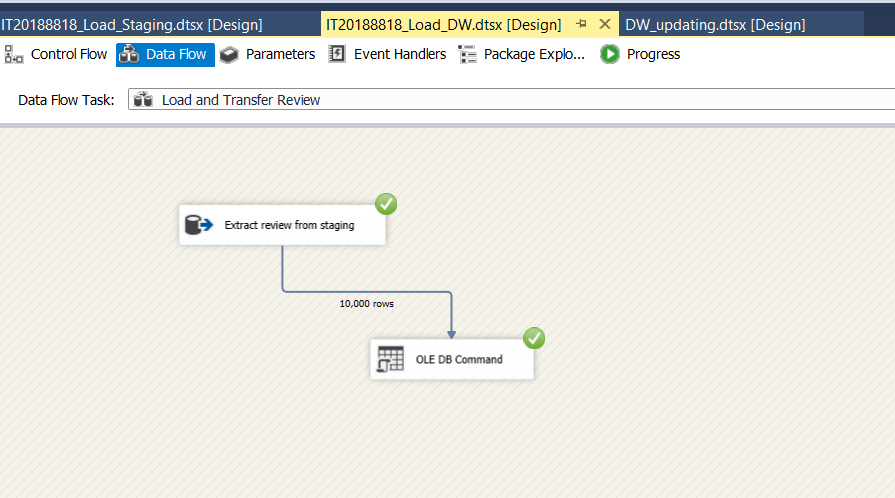 IT20188818_Load_Staging.dtsx [Design] IT20188818_Load_DW.dtsx [Design] DW_updating.dtsx [Design]
Control Flow Data Flow Parameters Event Handlers Package Explo... Progress
Data Flow Task: Load and Transfer Review
Extract review from staging
10,000 rows
OLE DB Command